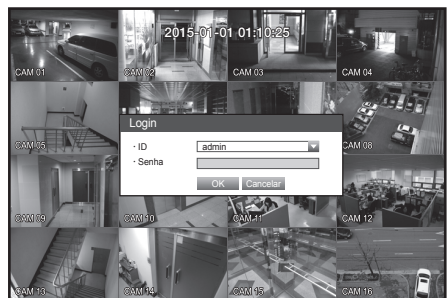 2015-01-01 01:10:25
CAM 01
CAM 02
CAM 03
CAM 04
CAM 05
Login
· ID
admin
· Senha
OK
Cancelar
CAM 08
CAM 09
CAM 10
CAM 11
CAM 12
CAM 13
CAM 14
CAM 15
CAM 16